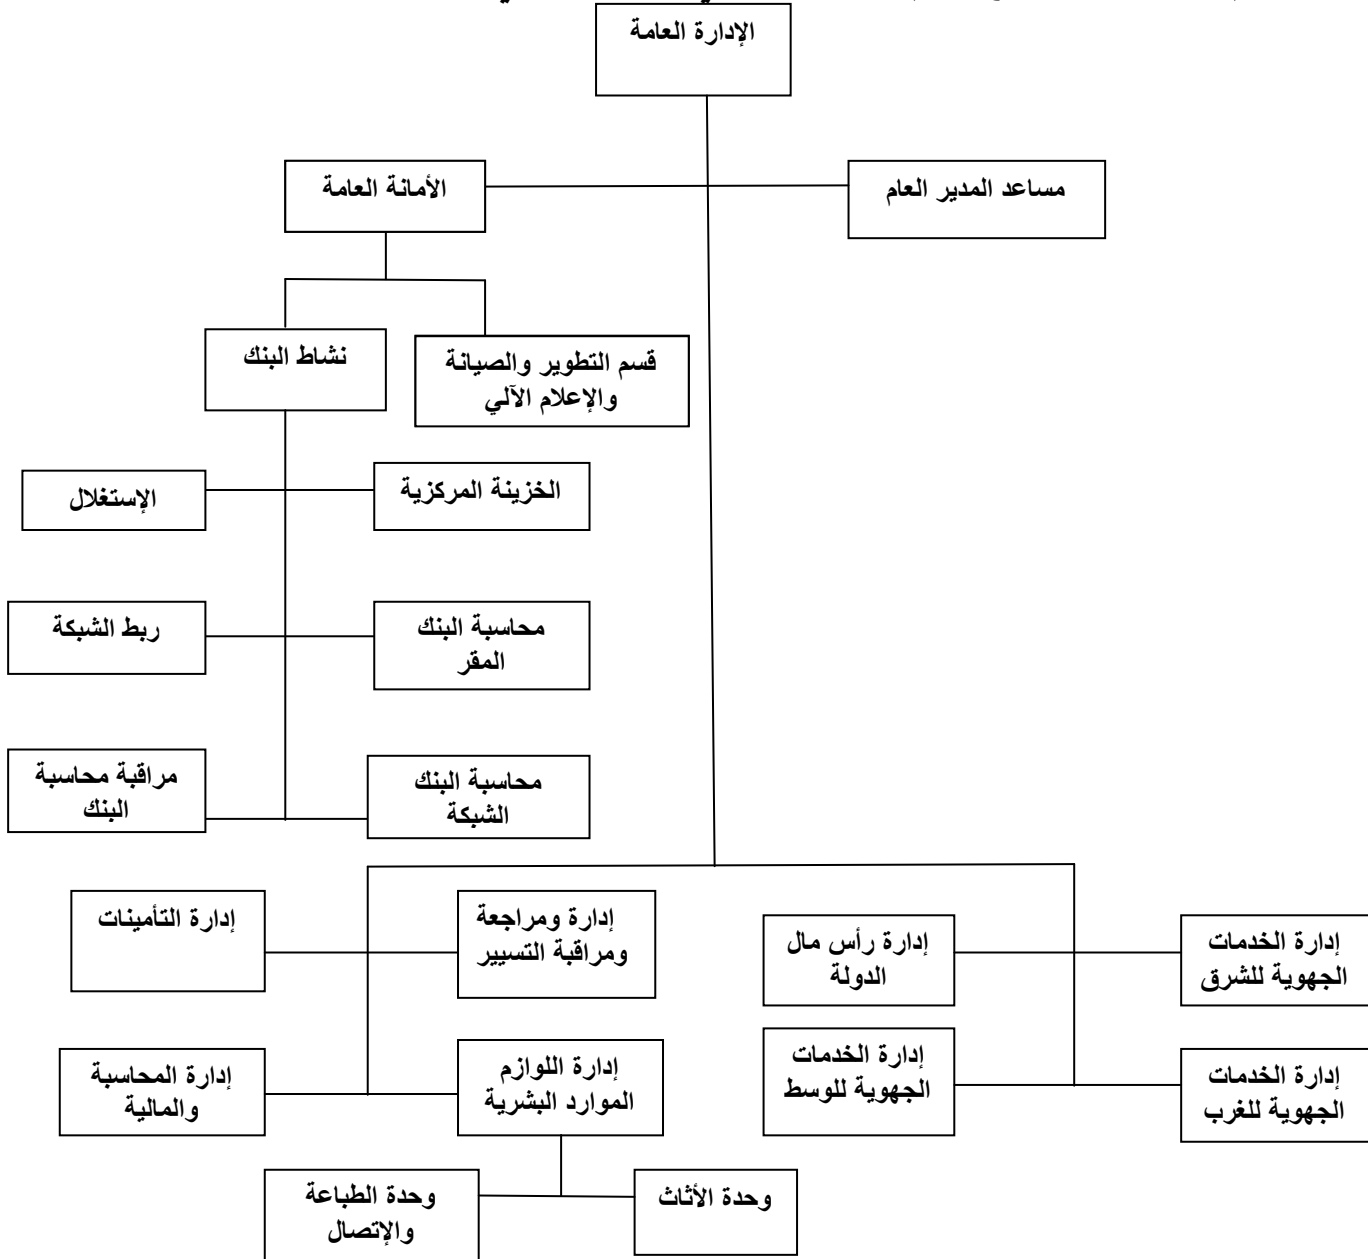 الإدارة العامة
مساعد المدير العام
الأمانة العامة
قسم التطوير والصيانة
والإعلام الآلي
نشاط البنك
الخزينة المركزية
الإستغلال
محاسبة البنك
المقر
ربط الشبكة
محاسبة البنك
الشبكة
مراقبة محاسبة
البنك
إدارة الخدمات
الجهوية للشرق
إدارة رأس مال
الدولة
إدارة ومراجعة
ومراقبة التسيير
إدارة التأمينات
إدارة الخدمات
الجهوية للغرب
إدارة الخدمات
الجهوية للوسط
إدارة اللوازم
الموارد البشرية
إدارة المحاسبة
والمالية
وحدة الأثاث
وحدة الطباعة
والإتصال